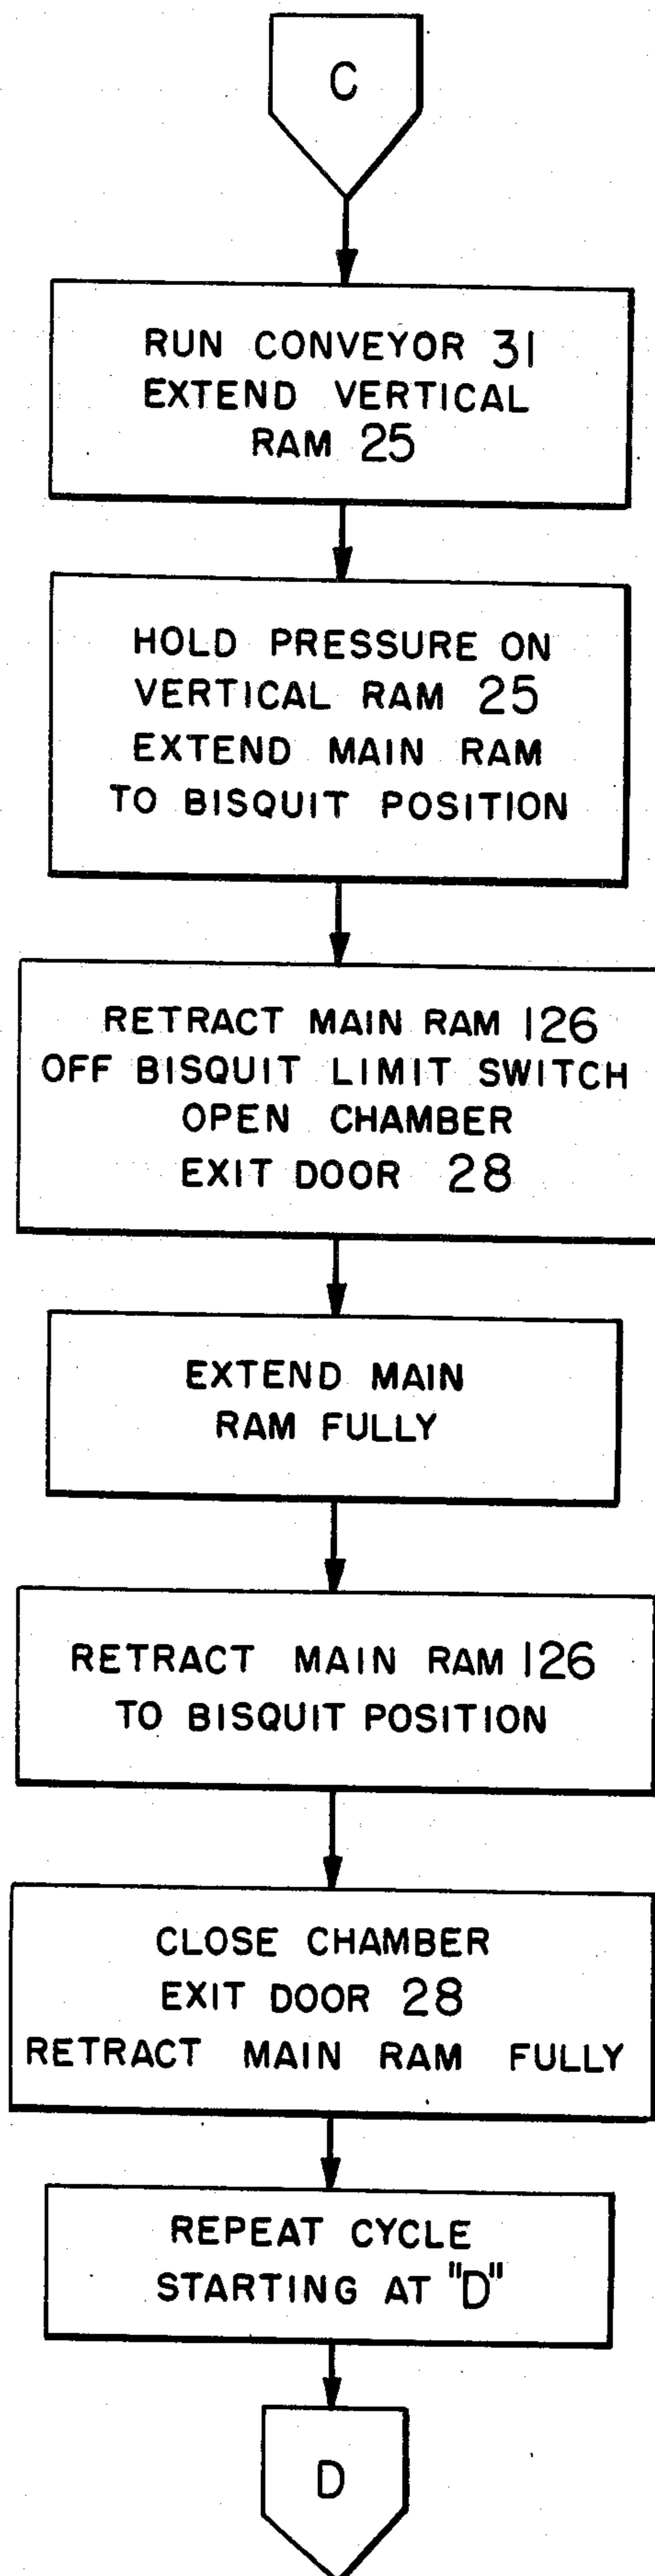 C
RUN CONVEYOR 31
EXTEND VERTICAL
RAM 25
HOLD PRESSURE ON
VERTICAL RAM 25
EXTEND MAIN RAM
TO BISQUIT POSITION
RETRACT MAIN RAM 126
OFF BISQUIT LIMIT SWITCH
OPEN CHAMBER
EXIT DOOR 28
EXTEND MAIN
RAM FULLY
RETRACT MAIN RAM 126
TO BISQUIT POSITION
CLOSE CHAMBER
EXIT DOOR 28
RETRACT MAIN RAM FULLY
REPEAT CYCLE
STARTING AT "D"
D